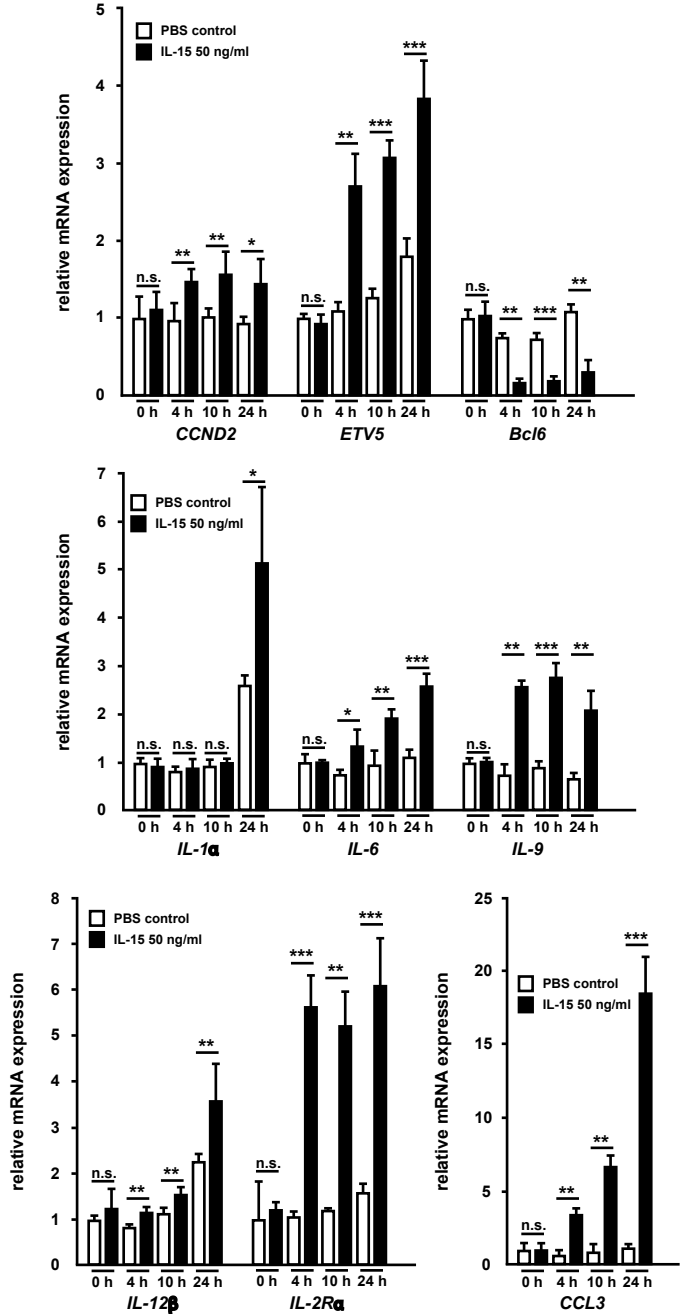 5
PBS control
IL-15 50 ng/ml
***
4
** ***
3
relative mRNA expression
2
n.s. ** ** *
n.s.
n.s. ** *** **
1
0
0 h 4 h 10 h 24 h 0 h 4 h 10 h 24 h 0 h 4 h 10 h 24 h
CCND2 ETV5 Bcl6
7
PBS control
IL-15 50 ng/ml
*
6
5
relative mRNA expression
4
3
n.s. n.s. n.s.
n.s. * ** ***
n.s. ** *** **
2
1
0
0 h 4 h 10 h 24 h 0 h 4 h 10 h 24 h 0 h 4 h 10 h 24 h
IL-1α IL-6 IL-9
8
PBS control
IL-15 50 ng/ml
7
6
5
relative mRNA expression
4
3
n.s. ** ** **
n.s. *** ** ***
2
1
0
0 h 4 h 10 h 24 h 0 h 4 h 10 h 24 h
IL-12β IL-2Rα
25
***
20
PBS control
IL-15 50 ng/ml
15
relative mRNA expression
10
n.s. ** **
5
0
0 h 4 h 10 h 24 h
CCL3